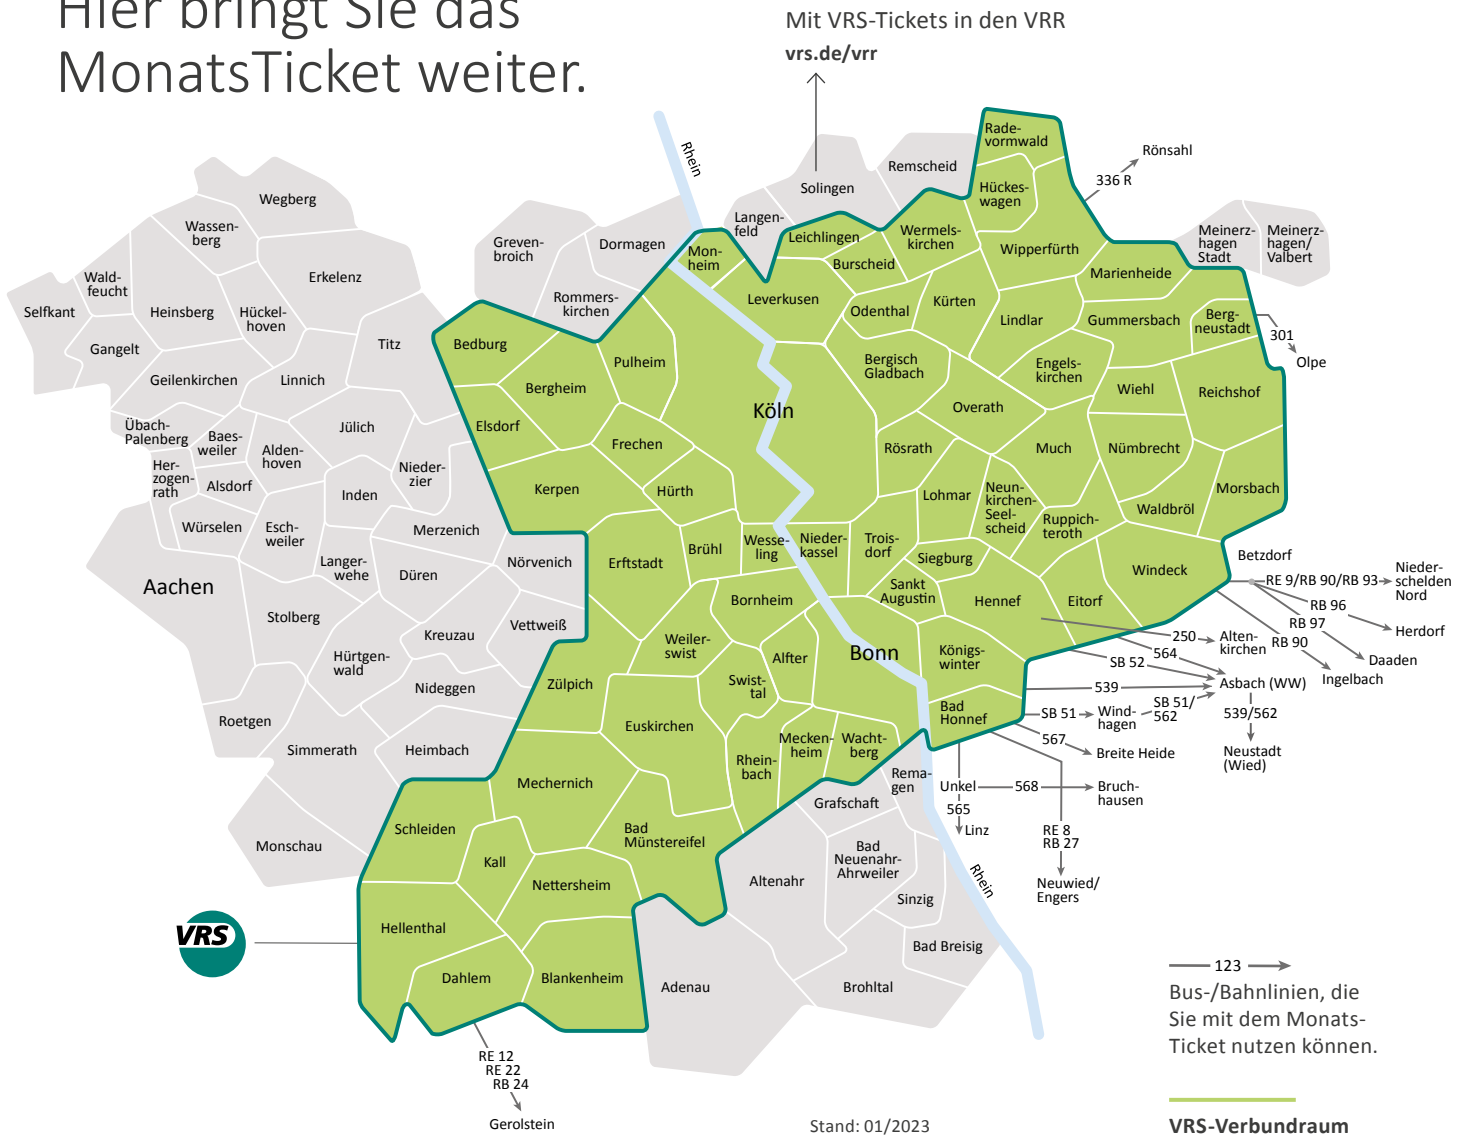 Hier bringt Sie das
MonatsTicket weiter.
Mit VRS-Tickets in den VRR
vrs.de/vrr
Rhein
Rade-
vormwald
Rönsahl
336 R
Remscheid
Solingen
Hückes-
wagen
Wegberg
Wassen-
berg
Langen-
feld
Leichlingen
Wermels-
kirchen
Wipperfürth
Meinerz-
hagen
Stadt
Meinerz-
hagen/
Valbert
Greven-
broich
Dormagen
Mon-
heim
Burscheid
Marienheide
Wald-
feucht
Erkelenz
Selfkant
Heinsberg
Hückel-
hoven
Rommers-
kirchen
Leverkusen
Odenthal
Kürten
Lindlar
Gummersbach
Berg-
neustadt
301
Olpe
Gangelt
Titz
Bedburg
Pulheim
Bergisch
Gladbach
Engels-
kirchen
Geilenkirchen
Linnich
Bergheim
Wiehl
Reichshof
Köln
Overath
Übach-
Palenberg
Baes-
weiler
Jülich
Elsdorf
Frechen
Rösrath
Much
Nümbrecht
Alden-
hoven
Her-
zogen-
rath
Alsdorf
Nieder-
zier
Inden
Kerpen
Hürth
Lohmar
Neun-
kirchen-
Seel-
scheid
Morsbach
Waldbröl
Würselen
Esch-
weiler
Merzenich
Ruppich-
teroth
Langer-
wehe
Düren
Nörvenich
Erftstadt
Brühl
Wesse-
ling
Nieder-
kassel
Trois-
dorf
Siegburg
Windeck
Betzdorf
RE 9/RB 90/RB 93
Nieder-
schelden
Nord
Aachen
Sankt
Augustin
Hennef
Eitorf
RB 96
RB 97
Herdorf
RB 90
Daaden
Ingelbach
Stolberg
Bornheim
Kreuzau
Vettweiß
Weiler-
swist
Alfter
Bonn
Königs-
winter
250
Alten-
kirchen
564
SB 52
Asbach (WW)
539
Hürtgen-
wald
Nideggen
Zülpich
Swist-
tal
Bad
Honnef
SB 51
Wind-
hagen
SB 51/
562
539/562
Neustadt
(Wied)
Roetgen
Simmerath
Heimbach
Euskirchen
Mecken-
heim
Wacht-
berg
567
Breite Heide
Rhein-
bach
Mechernich
Rema-
gen
Unkel
568
Bruch-
hausen
Grafschaft
565
Linz
Schleiden
Bad
Münstereifel
RE 8
RB 27
Monschau
Kall
Bad
Neuenahr-
Ahrweiler
Nettersheim
Altenahr
Rhein
Neuwied/
Engers
Sinzig
VRS
Hellenthal
Bad Breisig
Dahlem
Blankenheim
Adenau
Brohltal
123
Bus-/Bahnlinien, die
Sie mit dem Monats-
Ticket nutzen können.
RE 12
RE 22
RB 24
Gerolstein
Stand: 01/2023
VRS-Verbundraum